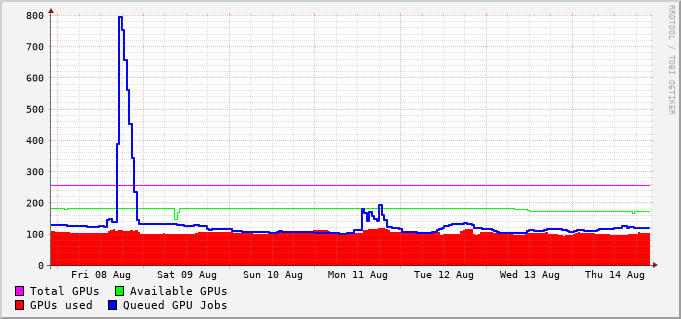 800
700
600
500
400
300
200
100
0
Fri 08 Aug Sat 09 Aug Sun 10 Aug Mon 11 Aug Tue 12 Aug Wed 13 Aug Thu 14 Aug
Total GPUs Available GPUs
GPUs used Queued GPU Jobs
RRDTOOL / TOBI OETIKER